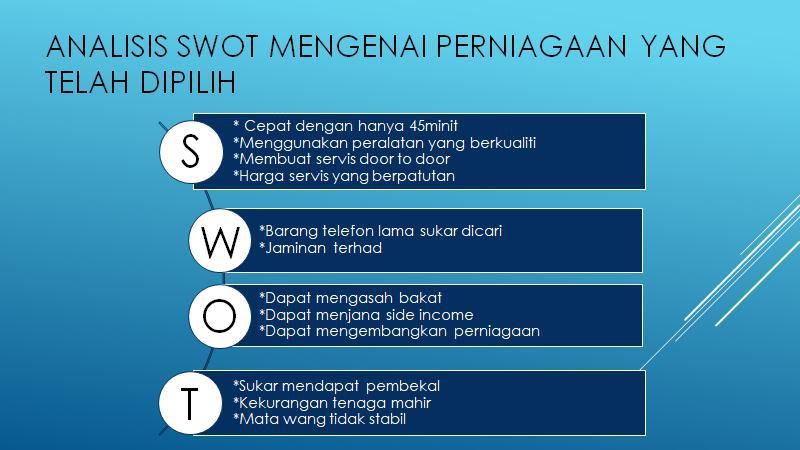 ANALISIS SWOT MENGENAI PERNIAGAAN YANG
TELAH DIPILIH
S
* Cepat dengan hanya 45minit
*Menggunakan peralatan yang berkualiti
*Membuat servis door to door
*Harga servis yang berpatutan
W
*Barang telefon lama sukar dicari
*Jaminan terhad
O
*Dapat mengasah bakat
*Dapat menjana side income
*Dapat mengembangkan perniagaan
T
*Sukar mendapat pembekal
*Kekurangan tenaga mahir
*Mata wang tidak stabil